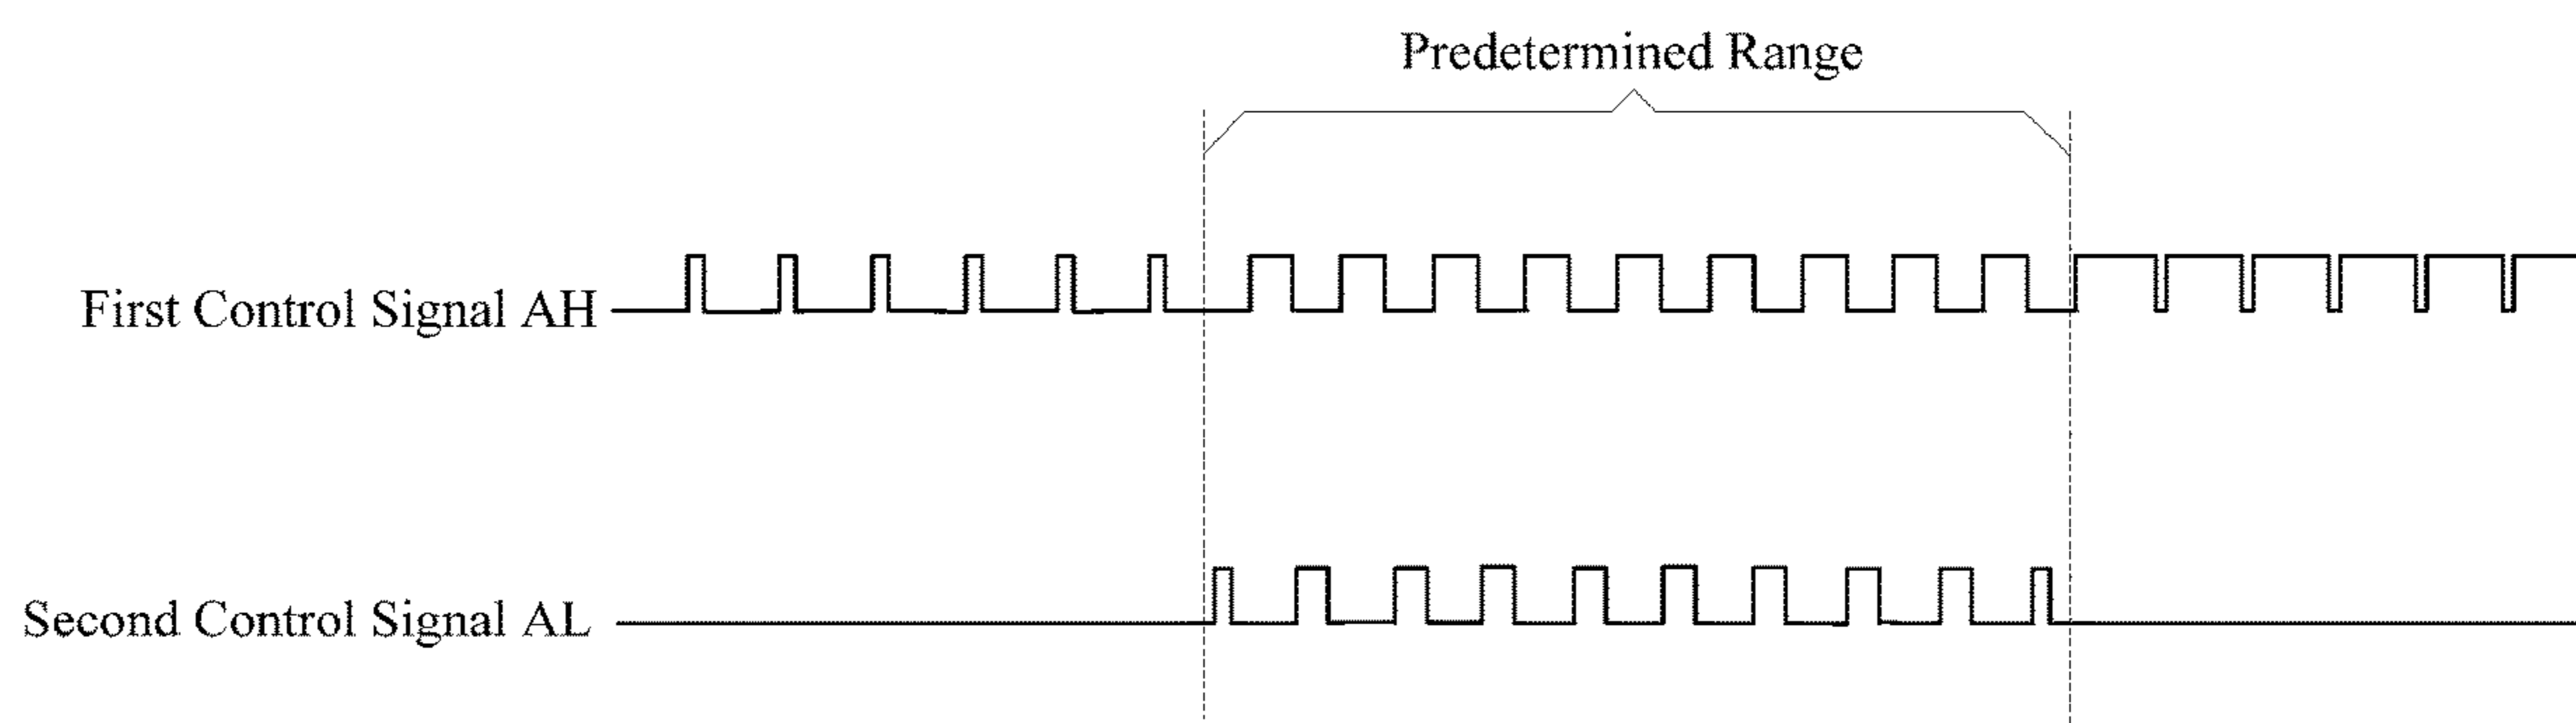 Predetermined Range
First Control Signal AH
Second Control Signal AL